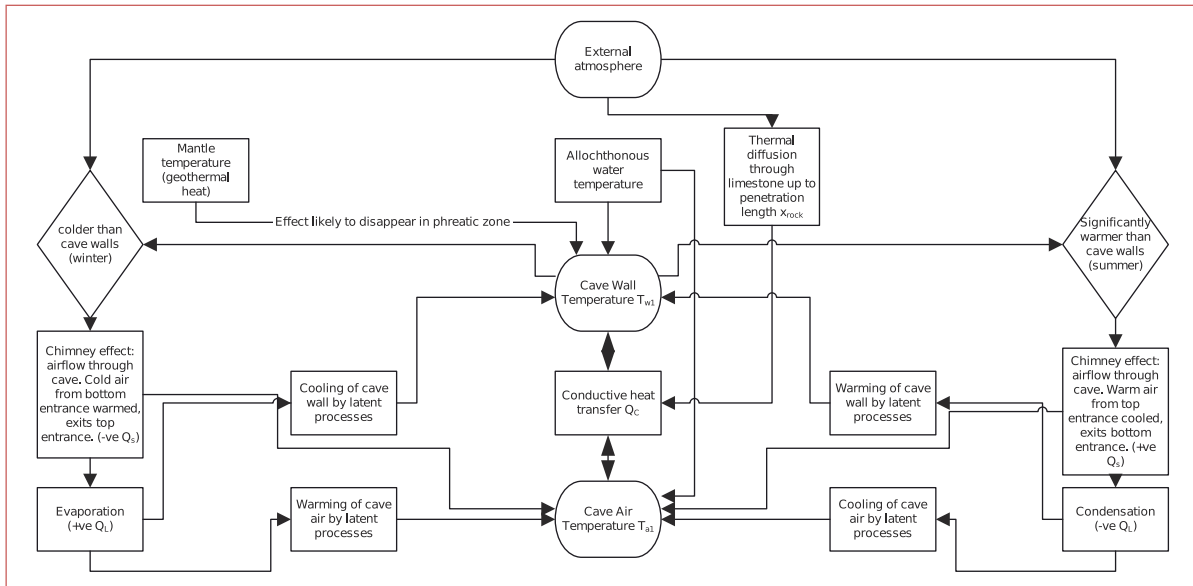 External
atmosphere
Mantle
temperature
(geothermal
heat)
Allochthonous
water
temperature
Thermal
diffusion
through
limestone up to
penetration
length x_rock
Effect likely to disappear in phreatic zone
colder than
cave walls
(winter)
Significantly
warmer than
cave walls
(summer)
Cave Wall
Temperature T_w1
Chimney effect:
airflow through
cave. Cold air
from bottom
entrance warmed,
exits top
entrance. (-ve Q_s)
Cooling of cave
wall by latent
processes
Conductive heat
transfer Q_C
Warming of cave
wall by latent
processes
Chimney effect:
airflow through
cave. Warm air
from top
entrance cooled,
exits bottom
entrance. (+ve
Q_s)
Evaporation
(+ve Q_L)
Warming of cave
air by latent
processes
Cave Air
Temperature T_a1
Cooling of cave
air by latent
processes
Condensation
(-ve Q_L)